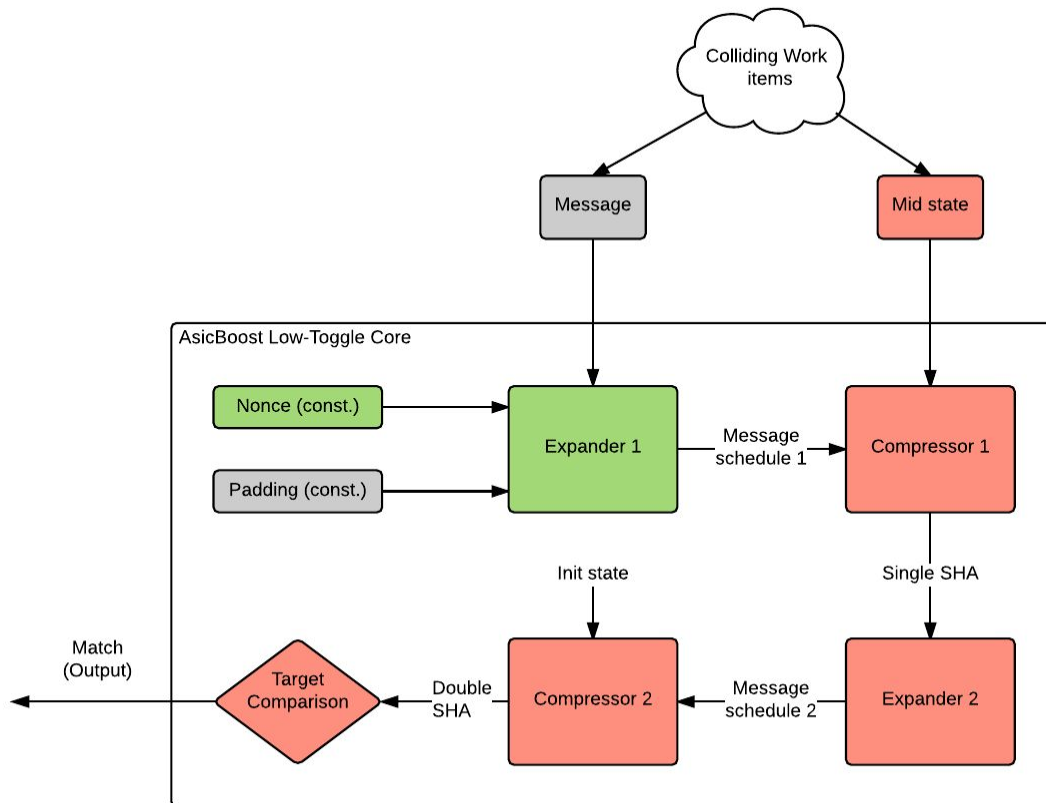 Colliding Work
items
Message
Mid state
AsicBoost Low-Toggle Core
Nonce (const.)
Expander 1
Message
schedule 1
Compressor 1
Padding (const.)
Init state
Single SHA
Match
(Output)
Target
Comparison
Double
SHA
Compressor 2
Message
schedule 2
Expander 2